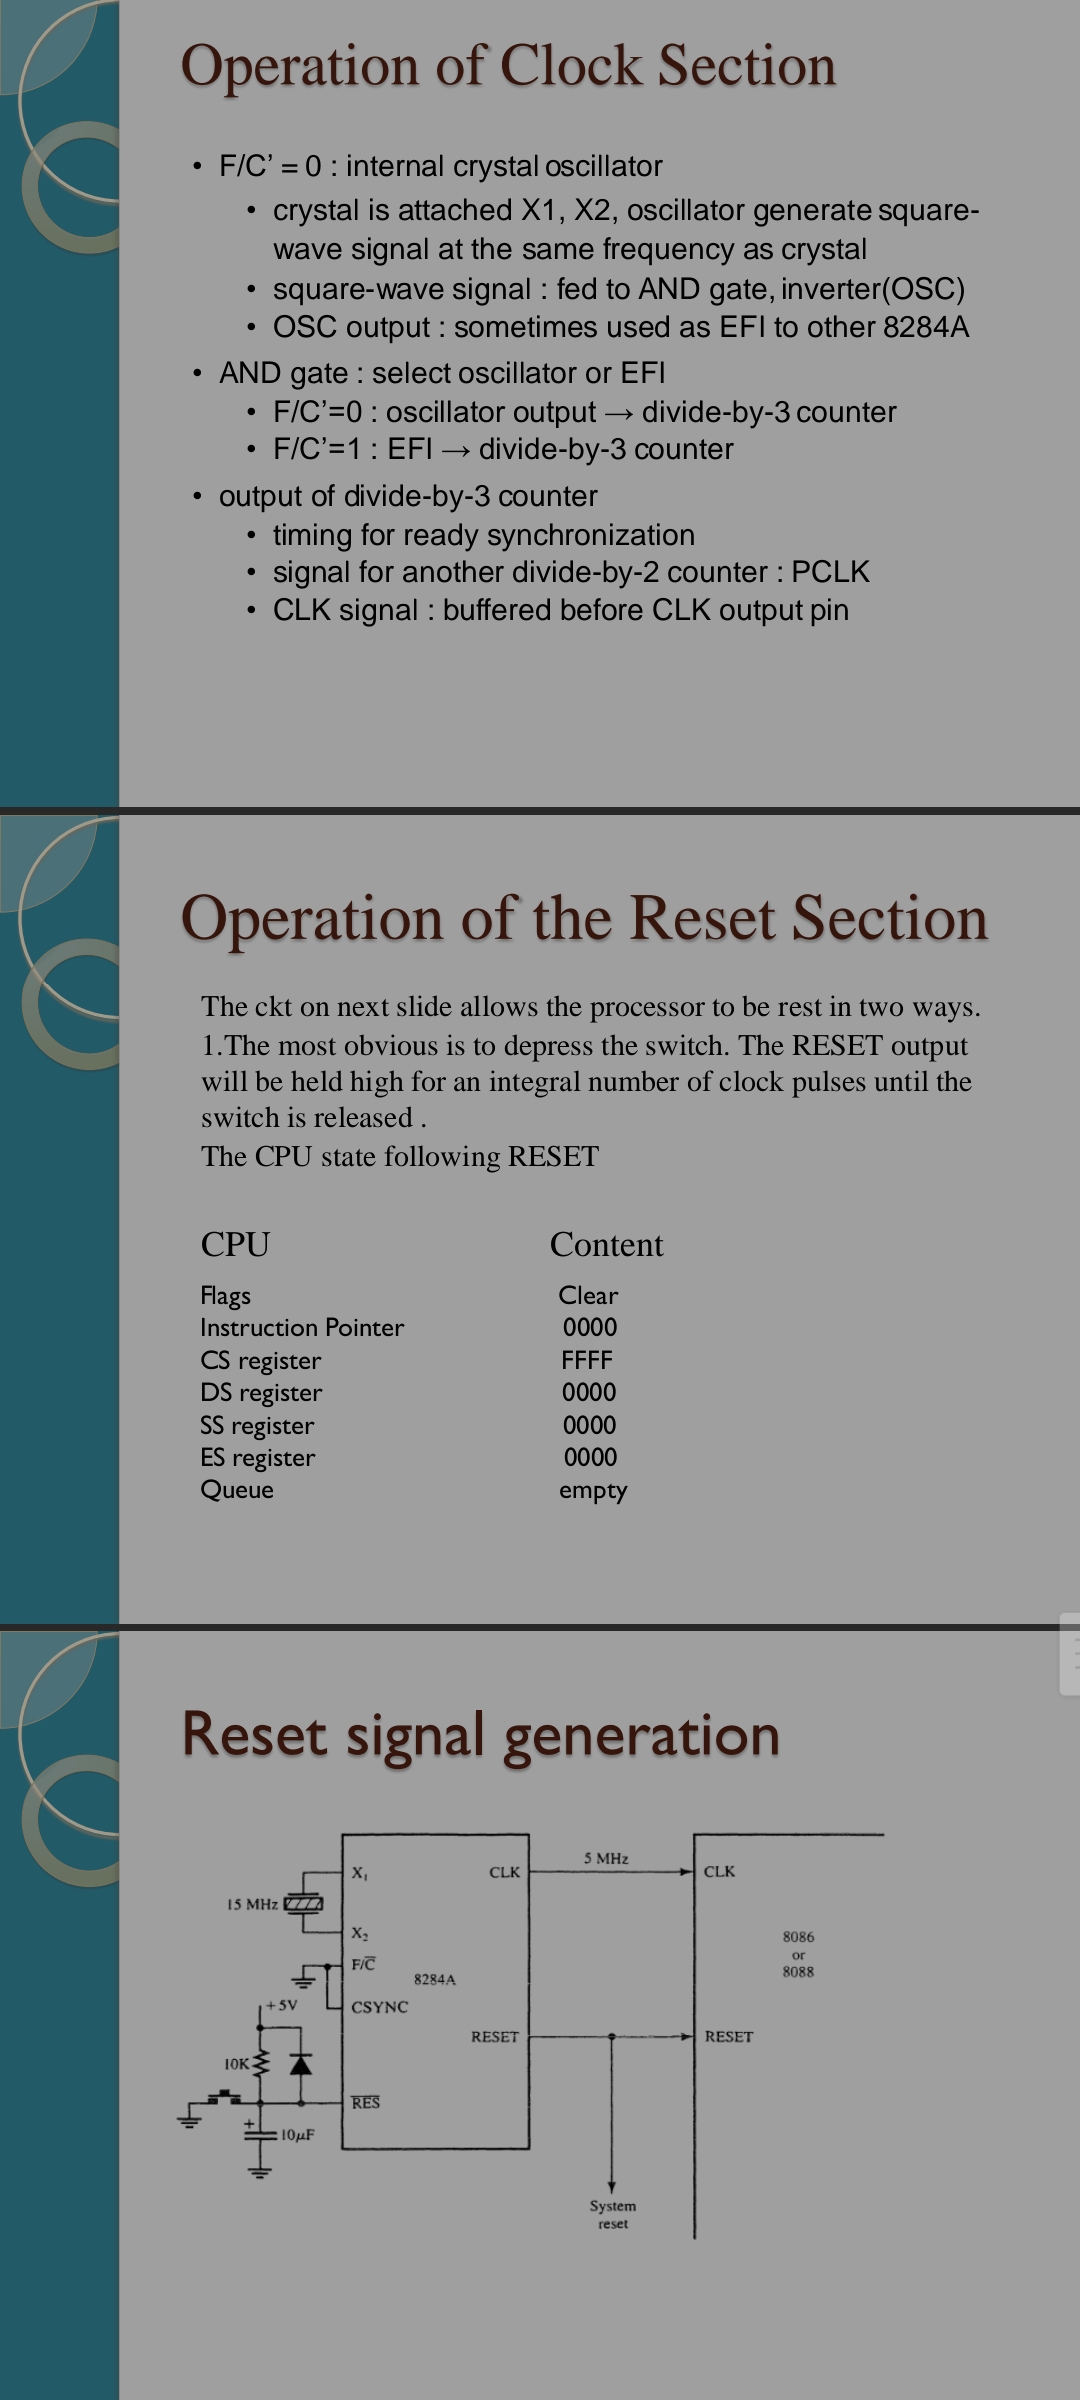 Operation of Clock Section
• F/C’ = 0 : internal crystal oscillator
• crystal is attached X1, X2, oscillator generate square-
wave signal at the same frequency as crystal
• square-wave signal : fed to AND gate, inverter(OSC)
• OSC output : sometimes used as EFI to other 8284A
• AND gate : select oscillator or EFI
• F/C’=0 : oscillator output → divide-by-3 counter
• F/C’=1 : EFI → divide-by-3 counter
• output of divide-by-3 counter
• timing for ready synchronization
• signal for another divide-by-2 counter : PCLK
• CLK signal : buffered before CLK output pin
Operation of the Reset Section
The ckt on next slide allows the processor to be rest in two ways.
1.The most obvious is to depress the switch. The RESET output
will be held high for an integral number of clock pulses until the
switch is released .
The CPU state following RESET
CPU Content
Flags Clear
Instruction Pointer 0000
CS register FFFF
DS register 0000
SS register 0000
ES register 0000
Queue empty
Reset signal generation
5 MHz
X₁ CLK CLK
15 MHz
X₂
8086
or
8088
F/C̅
8284A
+5V
CSYNC
RESET RESET
10K
R̅E̅S̅
+
10μF
System
reset